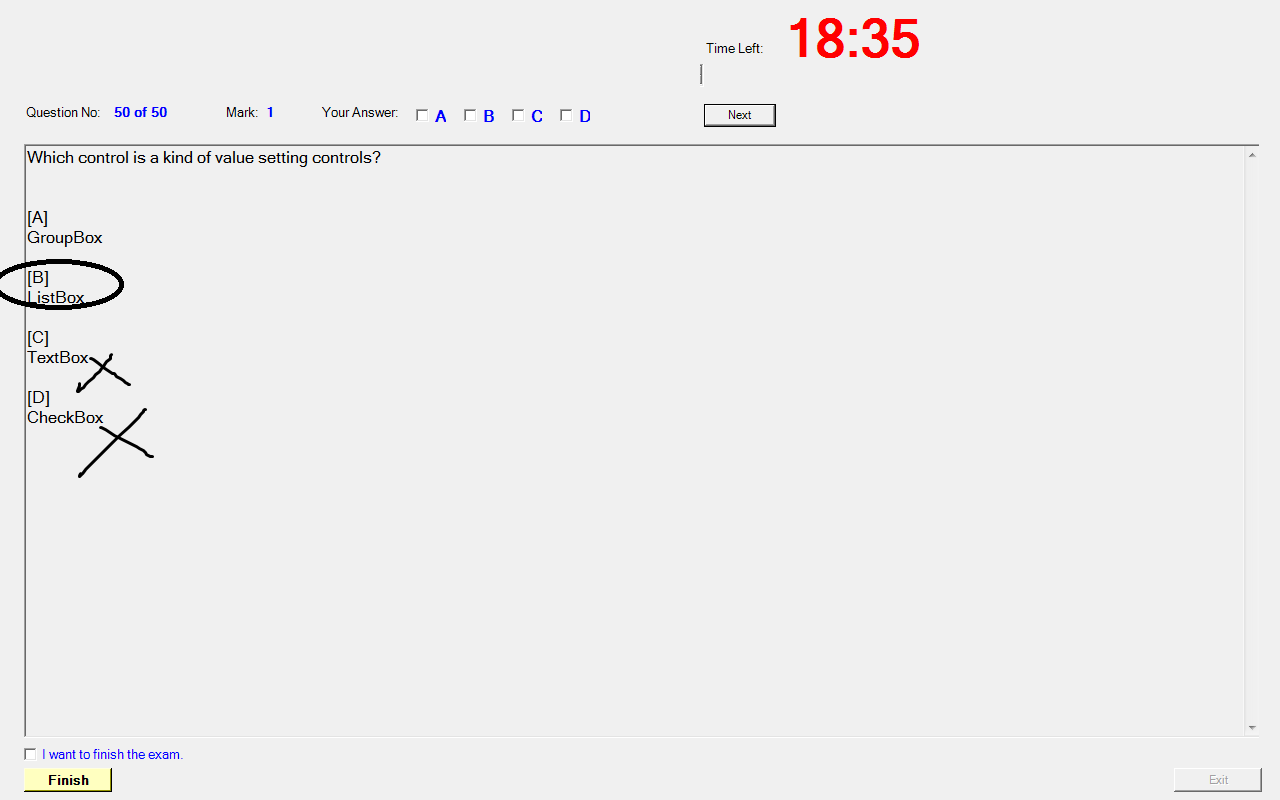 Time Left: 18:35
Question No: 50 of 50 Mark: 1 Your Answer: A B C D Next
Which control is a kind of value setting controls?
[A]
GroupBox
[B]
ListBox
[C]
TextBox
[D]
CheckBox
I want to finish the exam.
Finish Exit